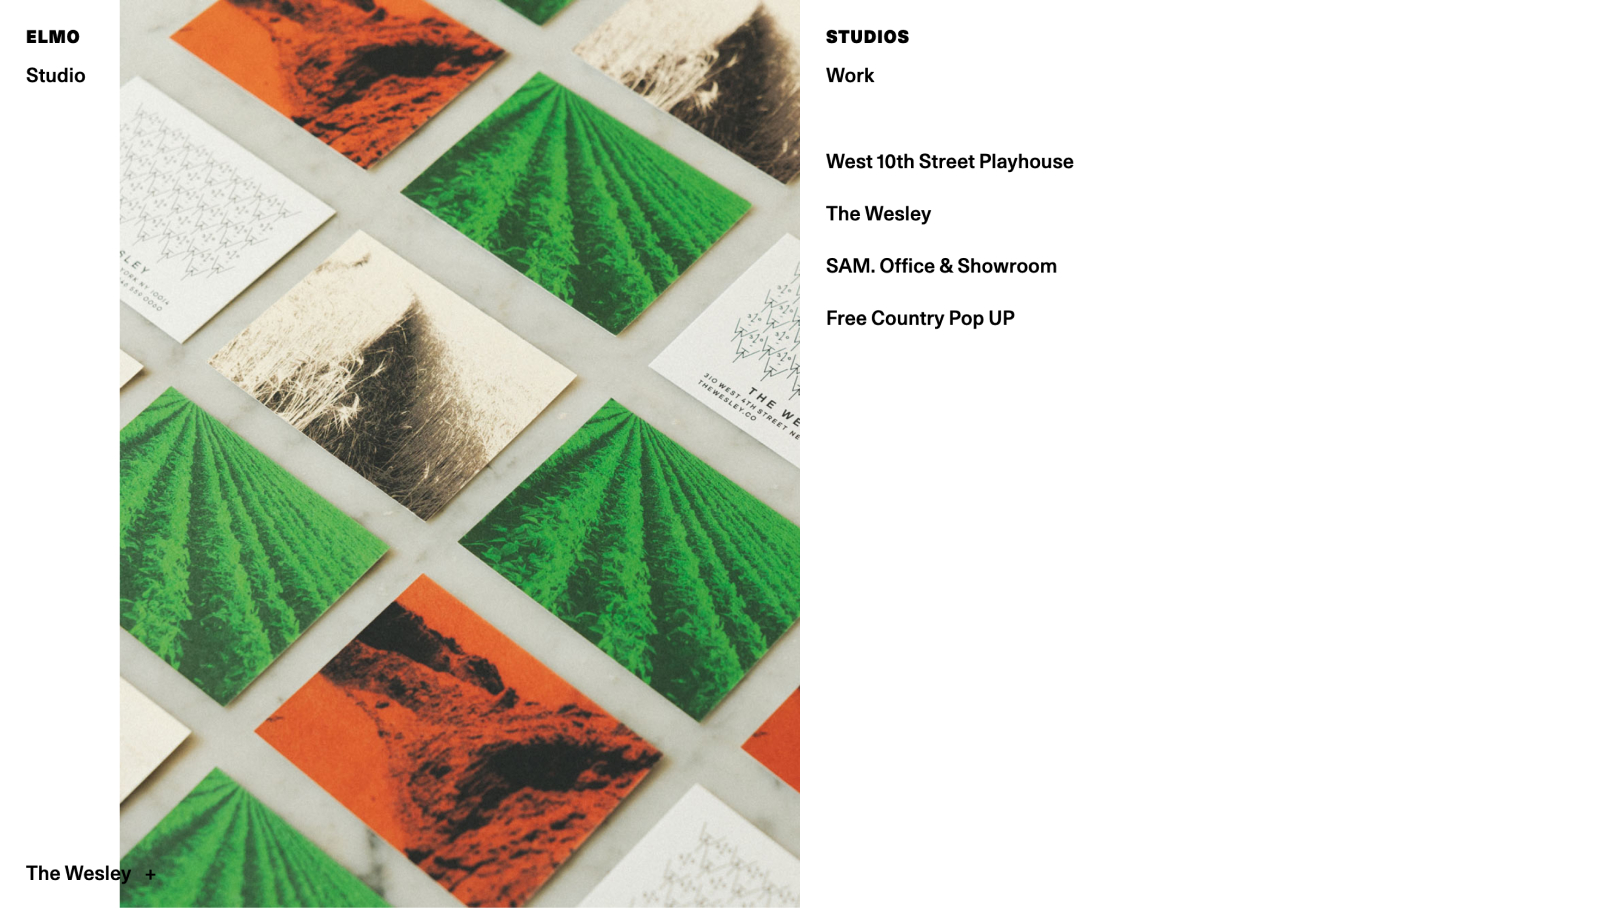 ELMO
Studio
STUDIOS
Work
West 10th Street Playhouse
The Wesley
SAM. Office & Showroom
Free Country Pop UP
SLEY
YORK NY 10014
THE WE
310 WEST 4TH STREET NE
THEWESLEY.CO
The Wesley +